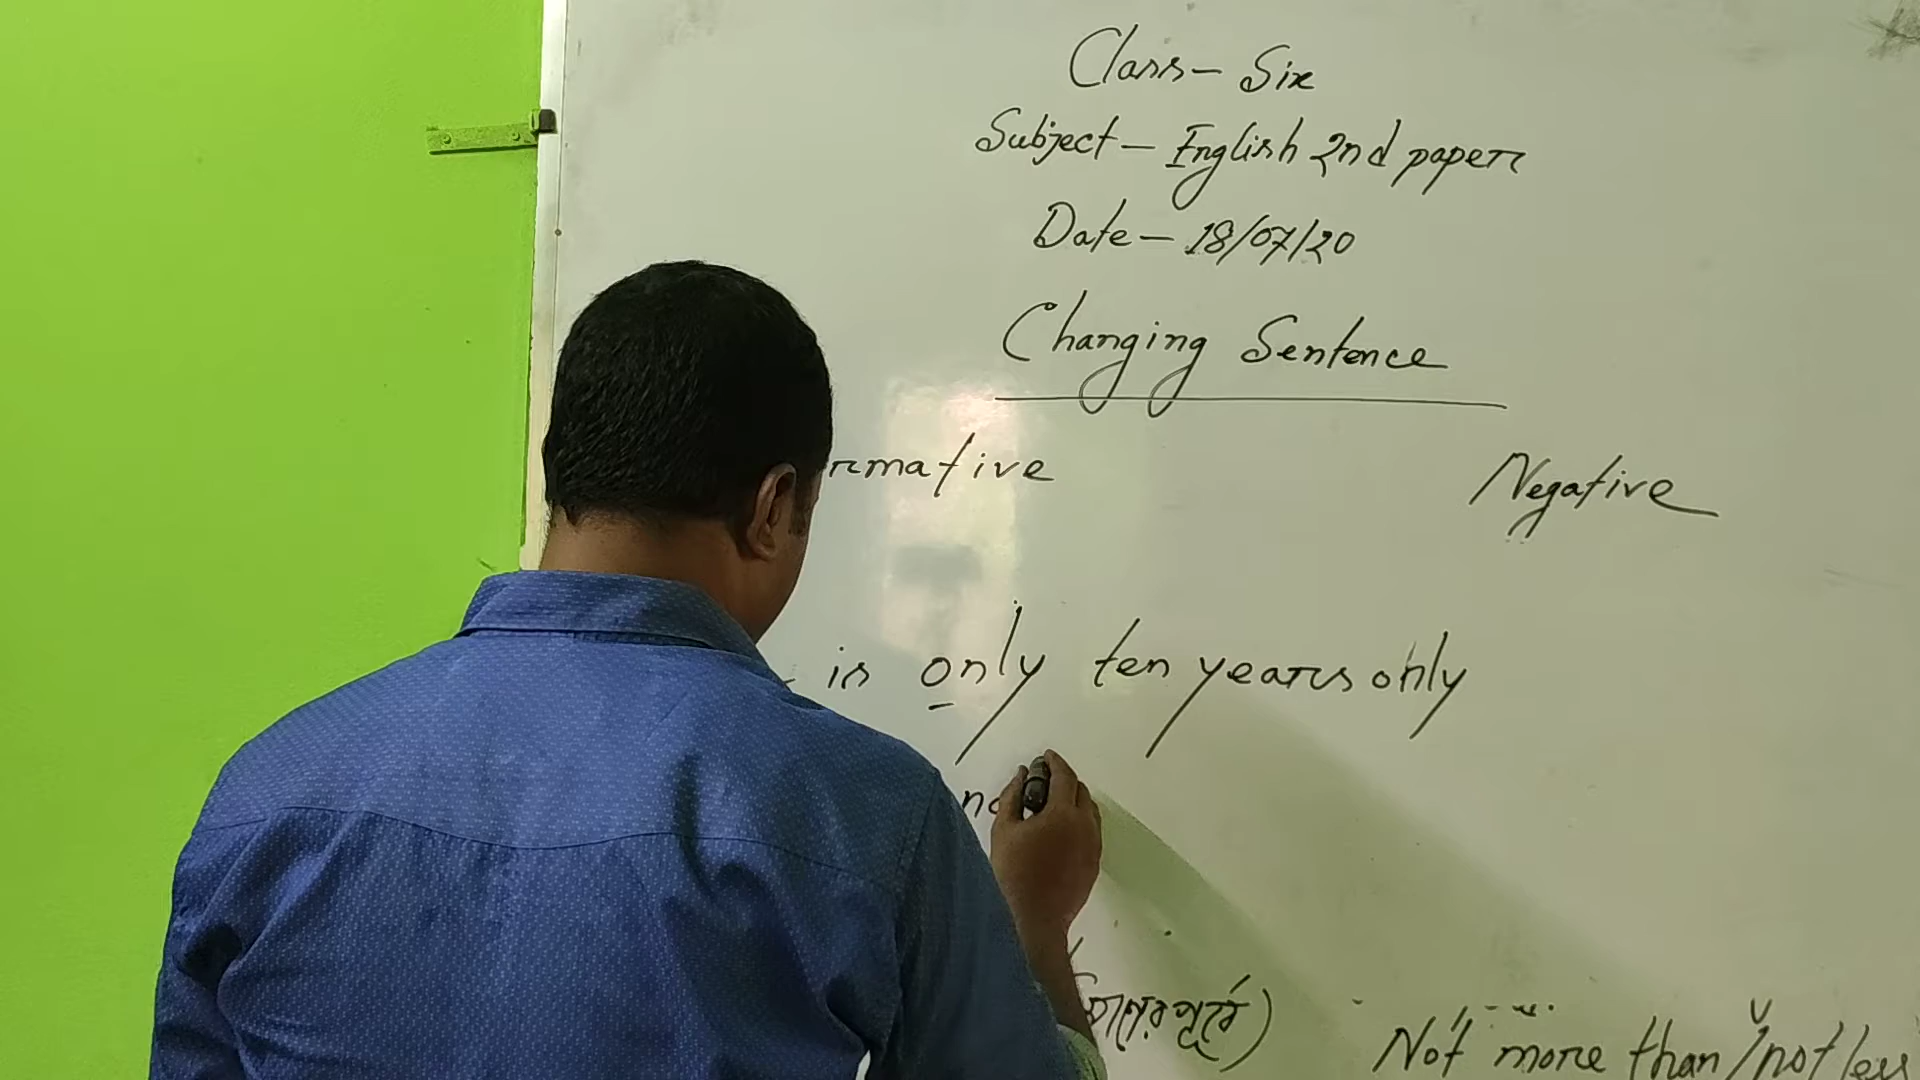 Class- Six
Subject- English 2nd paper
Date- 18/07/20
Changing Sentence
rmative Negative
is only ten years only
Not more than/not less